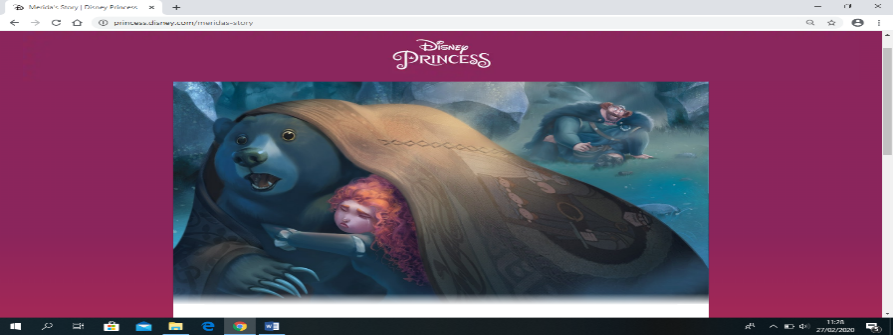 Merida's Story | Disney Princess
princess.disney.com/meridas-story
Disney
PRINCESS
11:28
27/02/2020